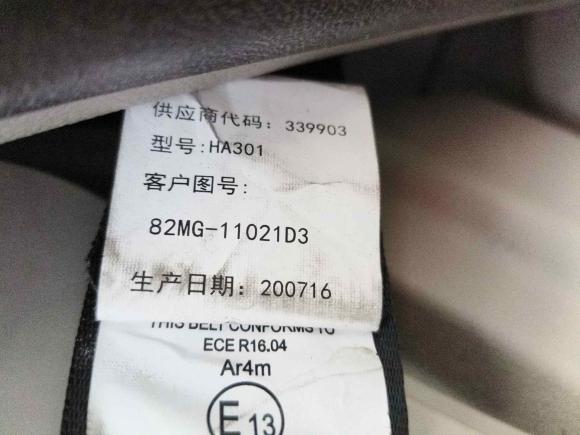 供应商代码：339903
型号:HA301
客户图号:
82MG-11021D3
生产日期：200716
THIS BELT CONFORMS TO
ECE R16.04
Ar4m
E 13